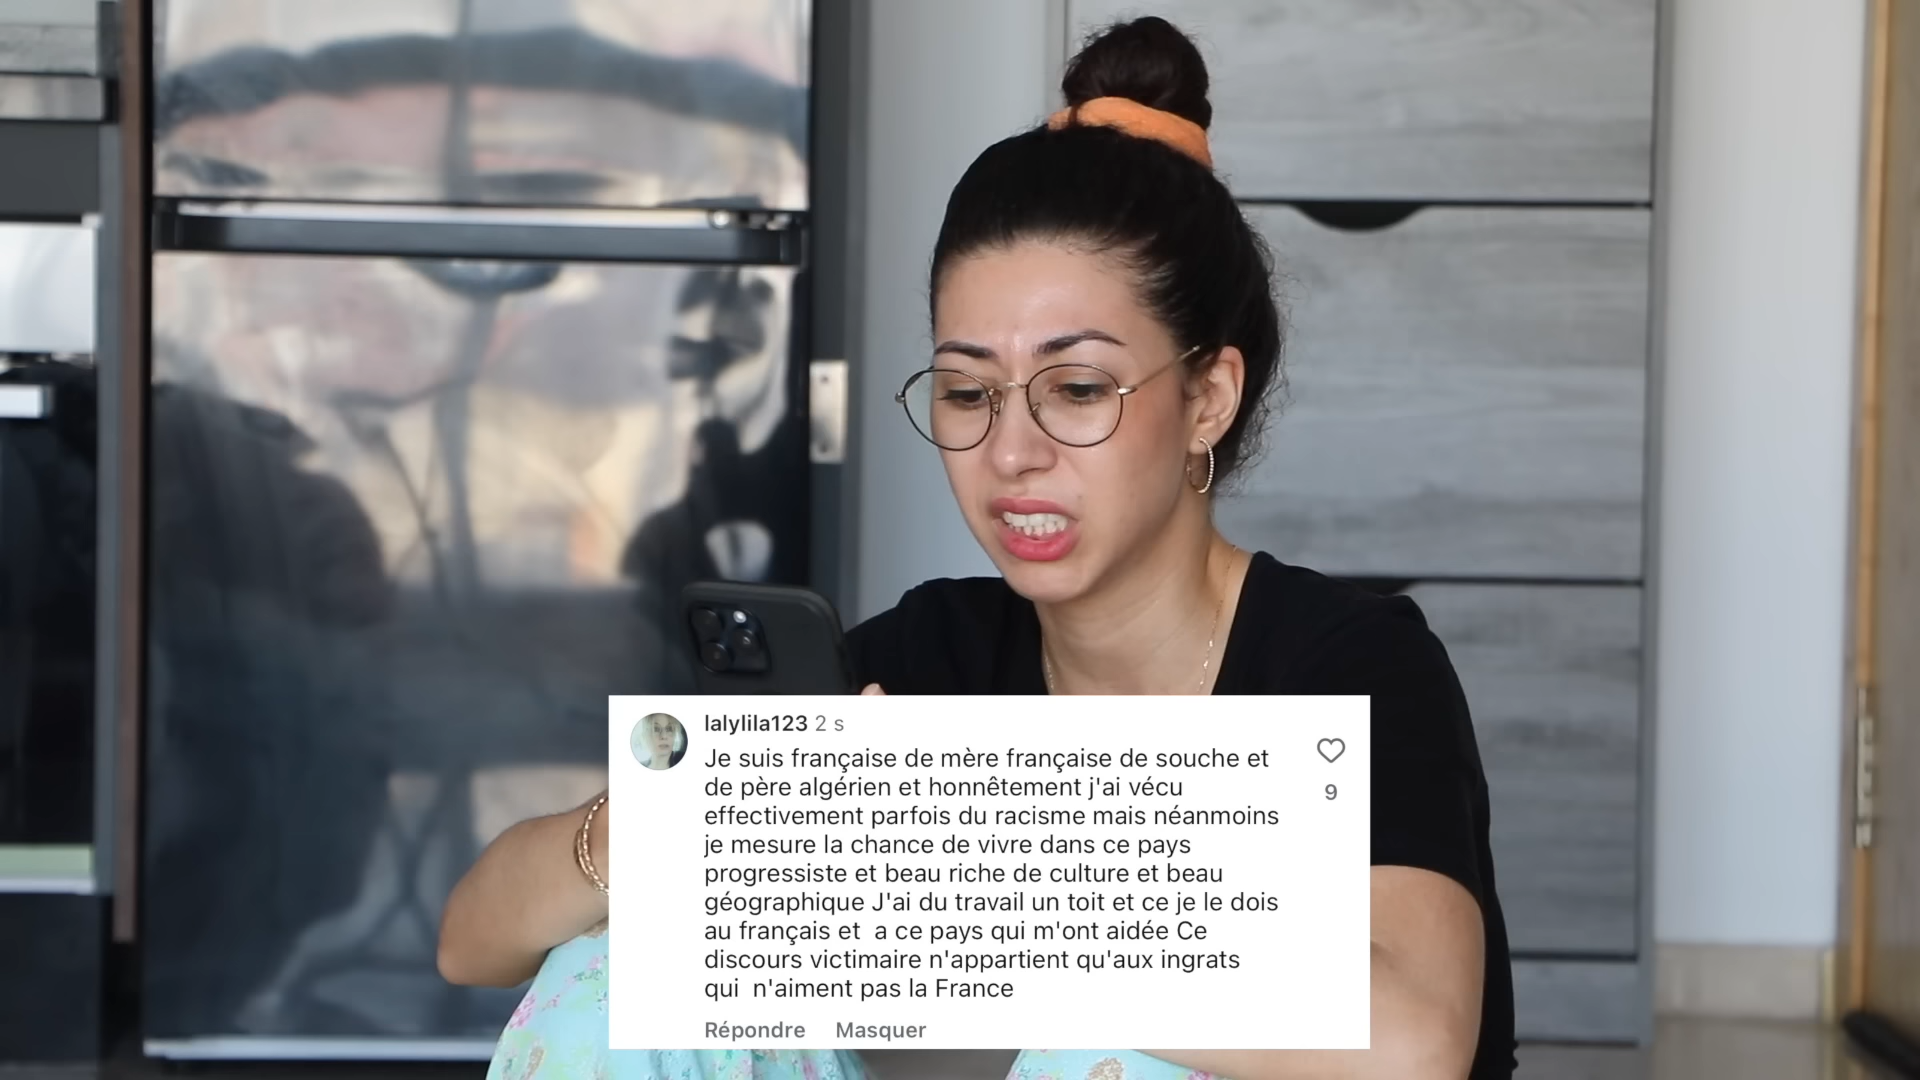 lalylila123 2 s
Je suis française de mère française de souche et
de père algérien et honnêtement j'ai vécu
effectivement parfois du racisme mais néanmoins
je mesure la chance de vivre dans ce pays
progressiste et beau riche de culture et beau
géographique J'ai du travail un toit et ce je le dois
au français et  a ce pays qui m'ont aidée Ce
discours victimaire n'appartient qu'aux ingrats
qui  n'aiment pas la France
9
Répondre Masquer